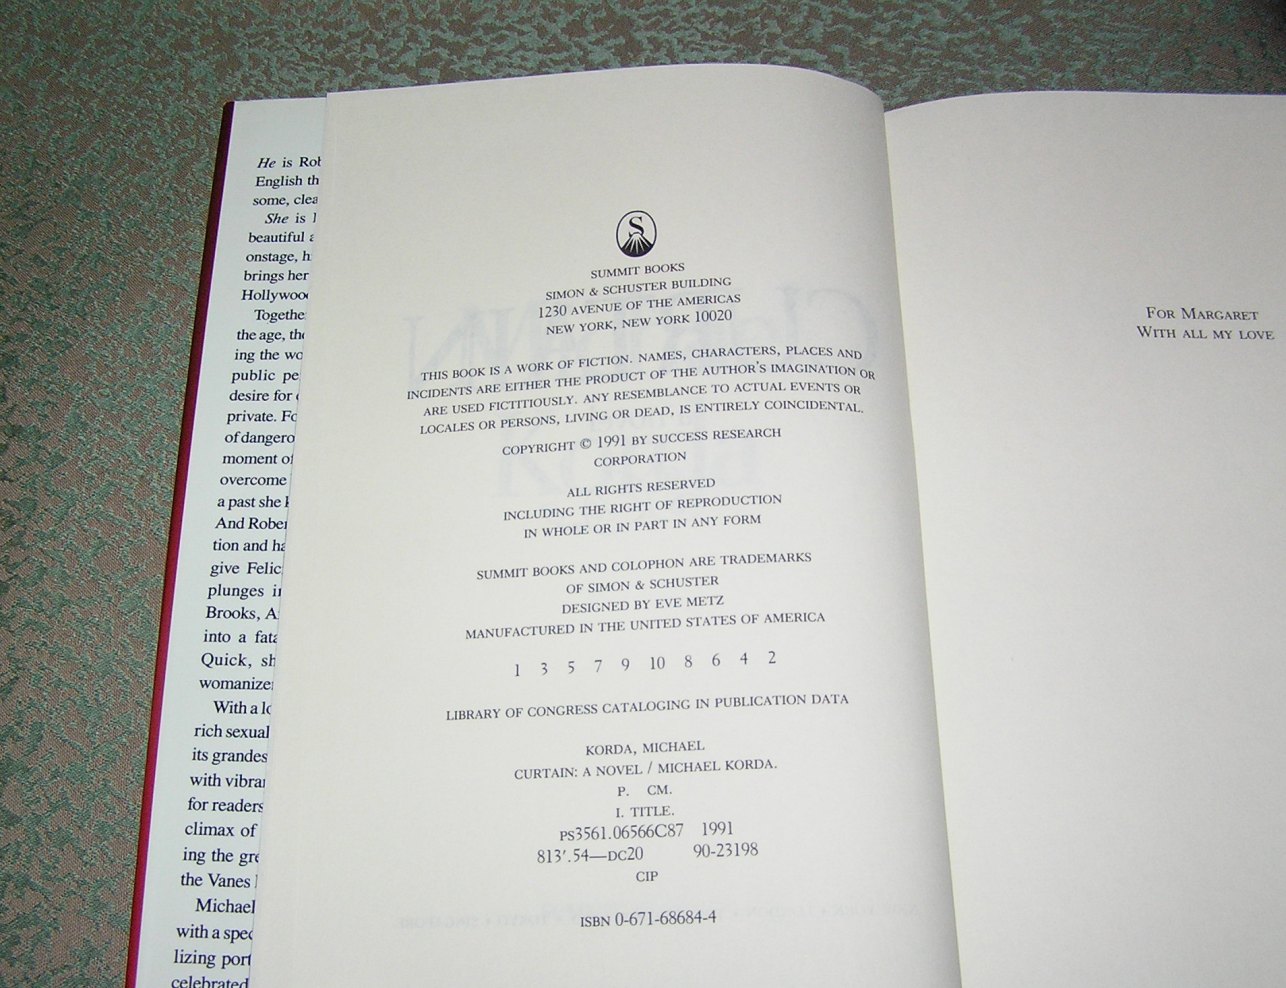 He is Rob
English th
some, clea
She is
beautiful a
onstage, h
brings her
Hollywood
Togethe
the age, the
ing the wo
public pe
desire for
private. Fo
of dangero
moment of
overcome
a past she k
And Rober
tion and ha
give Felic
plunges in
Brooks, A
into a fata
Quick, sh
womanize
With a lo
rich sexual
its grandes
with vibra
for readers
climax of
ing the gre
the Vanes
Michael
with a spec
lizing port
celebrated
S
SUMMIT BOOKS
SIMON & SCHUSTER BUILDING
1230 AVENUE OF THE AMERICAS
NEW YORK, NEW YORK 10020
THIS BOOK IS A WORK OF FICTION. NAMES, CHARACTERS, PLACES AND
INCIDENTS ARE EITHER THE PRODUCT OF THE AUTHOR'S IMAGINATION OR
ARE USED FICTITIOUSLY. ANY RESEMBLANCE TO ACTUAL EVENTS OR
LOCALES OR PERSONS, LIVING OR DEAD, IS ENTIRELY COINCIDENTAL.
COPYRIGHT © 1991 BY SUCCESS RESEARCH
CORPORATION
ALL RIGHTS RESERVED
INCLUDING THE RIGHT OF REPRODUCTION
IN WHOLE OR IN PART IN ANY FORM
SUMMIT BOOKS AND COLOPHON ARE TRADEMARKS
OF SIMON & SCHUSTER
DESIGNED BY EVE METZ
MANUFACTURED IN THE UNITED STATES OF AMERICA
1 3 5 7 9 10 8 6 4 2
LIBRARY OF CONGRESS CATALOGING IN PUBLICATION DATA
KORDA, MICHAEL
CURTAIN: A NOVEL / MICHAEL KORDA.
P. CM.
I. TITLE.
PS3561.06566C87 1991
813'.54—DC20 90-23198
CIP
ISBN 0-671-68684-4
FOR MARGARET
WITH ALL MY LOVE